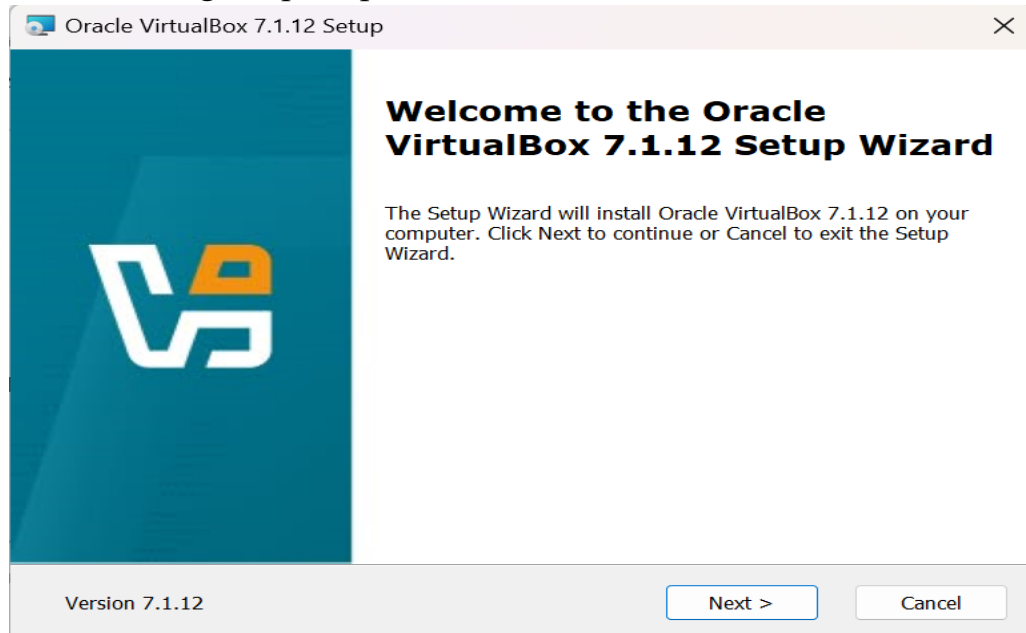 Oracle VirtualBox 7.1.12 Setup
Welcome to the Oracle
VirtualBox 7.1.12 Setup Wizard
The Setup Wizard will install Oracle VirtualBox 7.1.12 on your
computer. Click Next to continue or Cancel to exit the Setup
Wizard.
Version 7.1.12
Next >
Cancel